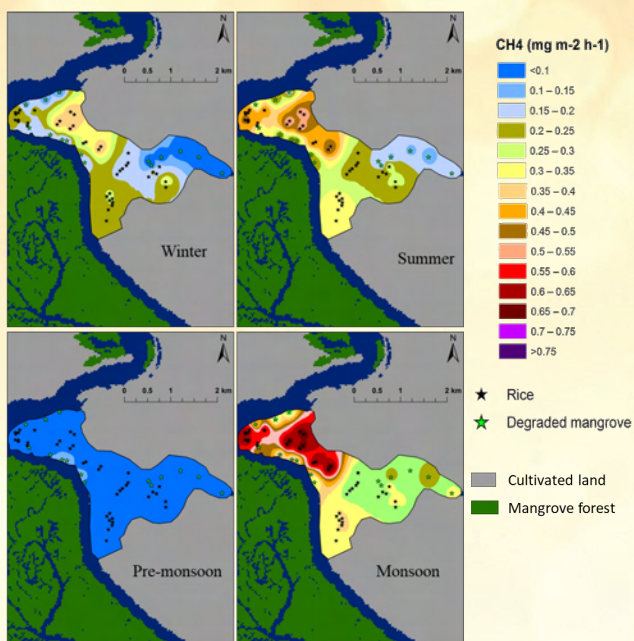 N
0 0.5 1 2 km
Winter
N
0 0.5 1 2 km
Summer
N
0 0.5 1 2 km
Pre-monsoon
N
0 0.5 1 2 km
Monsoon
CH4 (mg m-2 h-1)
<0.1
0.1 – 0.15
0.15 – 0.2
0.2 – 0.25
0.25 – 0.3
0.3 – 0.35
0.35 – 0.4
0.4 – 0.45
0.45 – 0.5
0.5 – 0.55
0.55 – 0.6
0.6 – 0.65
0.65 – 0.7
0.7 – 0.75
>0.75
Rice
Degraded mangrove
Cultivated land
Mangrove forest